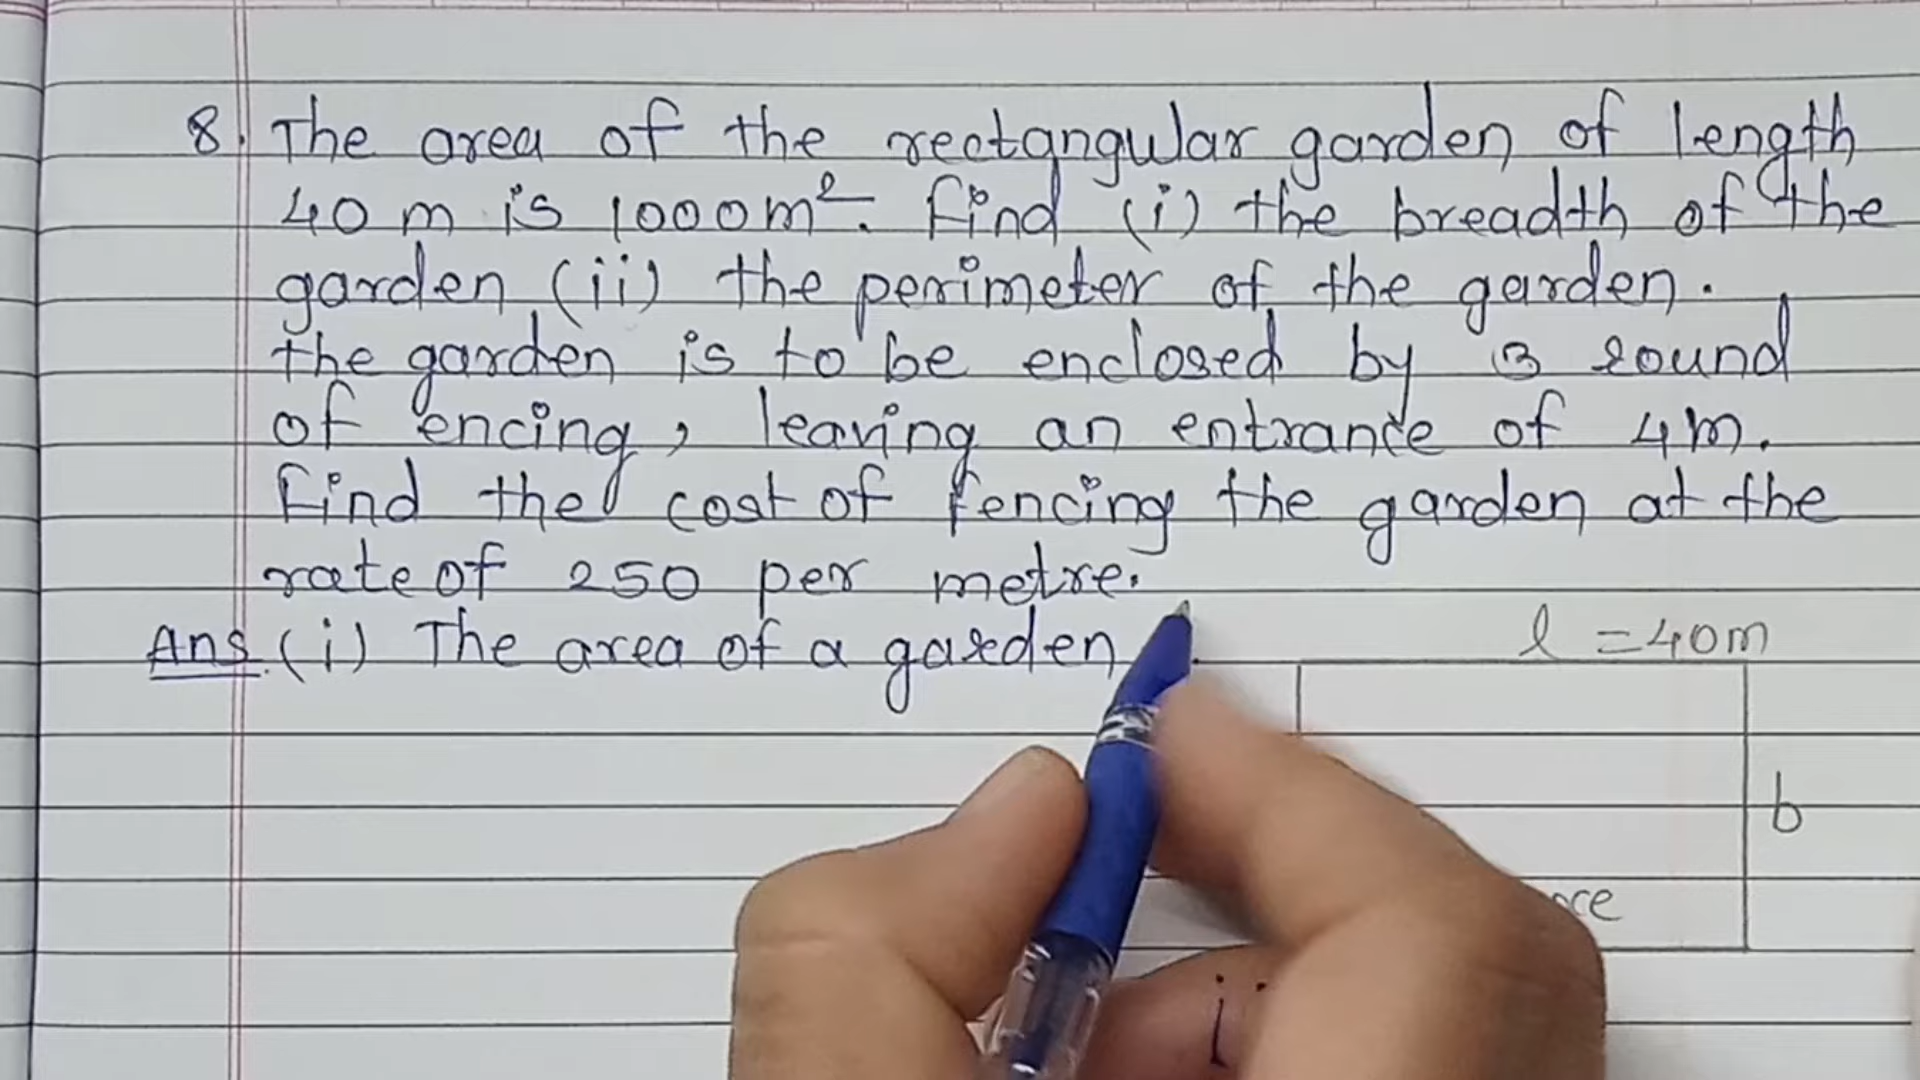 8. The area of the rectangular garden of length
40 m is 1000m². Find (i) the breadth of the
garden (ii) the perimeter of the garden.
the garden is to be enclosed by 3 round
of encing, leaving an entrance of 4m.
Find the cost of fencing the garden at the
rate of 250 per metre.
Ans. (i) The area of a garden
l = 40m
b